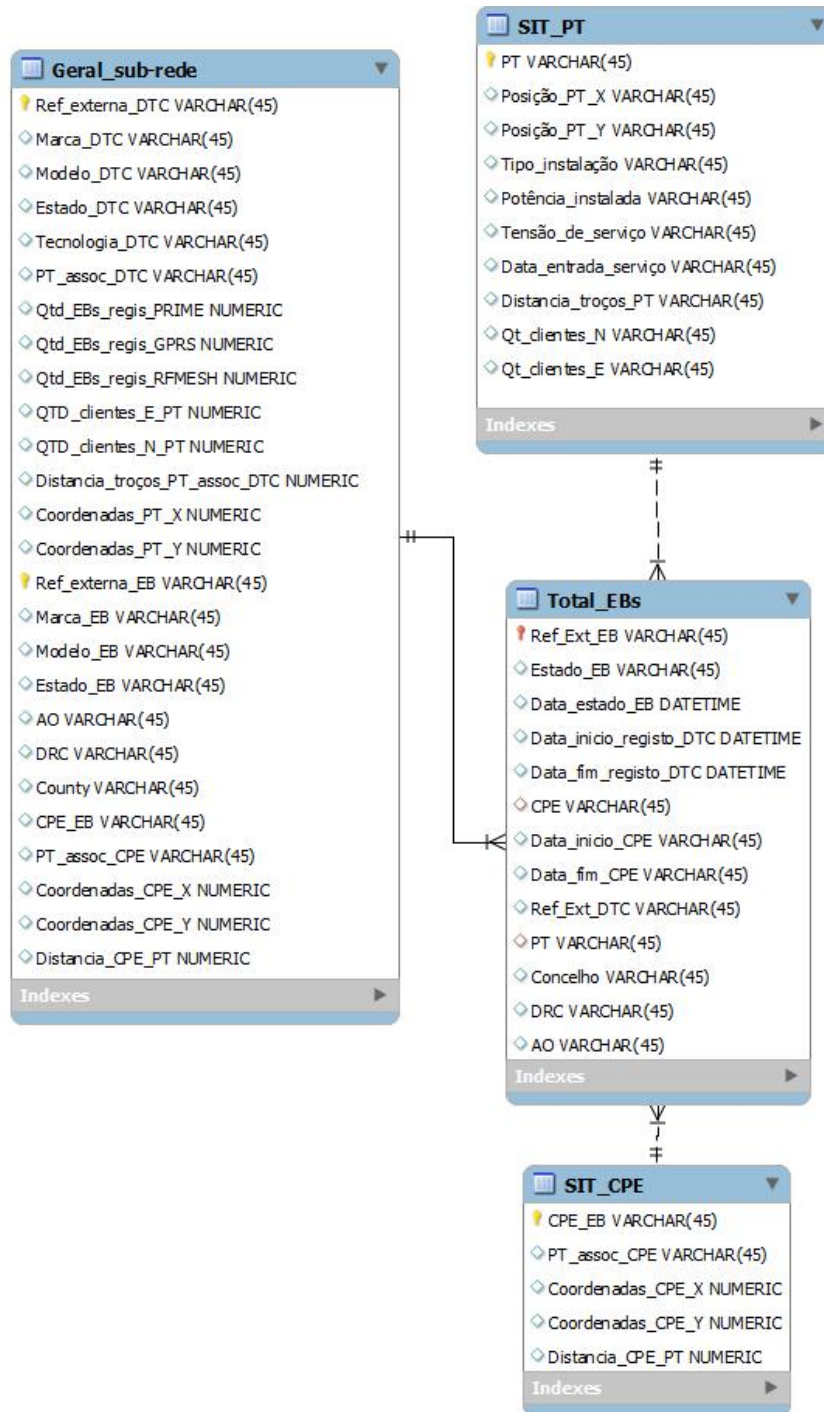 Geral_sub-rede
Ref_externa_DTC VARCHAR(45)
Marca_DTC VARCHAR(45)
Modelo_DTC VARCHAR(45)
Estado_DTC VARCHAR(45)
Tecnologia_DTC VARCHAR(45)
PT_assoc_DTC VARCHAR(45)
Qtd_EBs_regis_PRIME NUMERIC
Qtd_EBs_regis_GPRS NUMERIC
Qtd_EBs_regis_RFMESH NUMERIC
QTD_clientes_E_PT NUMERIC
QTD_clientes_N_PT NUMERIC
Distancia_troços_PT_assoc_DTC NUMERIC
Coordenadas_PT_X NUMERIC
Coordenadas_PT_Y NUMERIC
Ref_externa_EB VARCHAR(45)
Marca_EB VARCHAR(45)
Modelo_EB VARCHAR(45)
Estado_EB VARCHAR(45)
AO VARCHAR(45)
DRC VARCHAR(45)
County VARCHAR(45)
CPE_EB VARCHAR(45)
PT_assoc_CPE VARCHAR(45)
Coordenadas_CPE_X NUMERIC
Coordenadas_CPE_Y NUMERIC
Distancia_CPE_PT NUMERIC
Indexes
SIT_PT
PT VARCHAR(45)
Posição_PT_X VARCHAR(45)
Posição_PT_Y VARCHAR(45)
Tipo_instalação VARCHAR(45)
Potência_instalada VARCHAR(45)
Tensão_de_serviço VARCHAR(45)
Data_entrada_serviço VARCHAR(45)
Distancia_troços_PT VARCHAR(45)
Qt_clientes_N VARCHAR(45)
Qt_clientes_E VARCHAR(45)
Indexes
Total_EBs
Ref_Ext_EB VARCHAR(45)
Estado_EB VARCHAR(45)
Data_estado_EB DATETIME
Data_inicio_registo_DTC DATETIME
Data_fim_registo_DTC DATETIME
CPE VARCHAR(45)
Data_inicio_CPE VARCHAR(45)
Data_fim_CPE VARCHAR(45)
Ref_Ext_DTC VARCHAR(45)
PT VARCHAR(45)
Concelho VARCHAR(45)
DRC VARCHAR(45)
AO VARCHAR(45)
Indexes
SIT_CPE
CPE_EB VARCHAR(45)
PT_assoc_CPE VARCHAR(45)
Coordenadas_CPE_X NUMERIC
Coordenadas_CPE_Y NUMERIC
Distancia_CPE_PT NUMERIC
Indexes